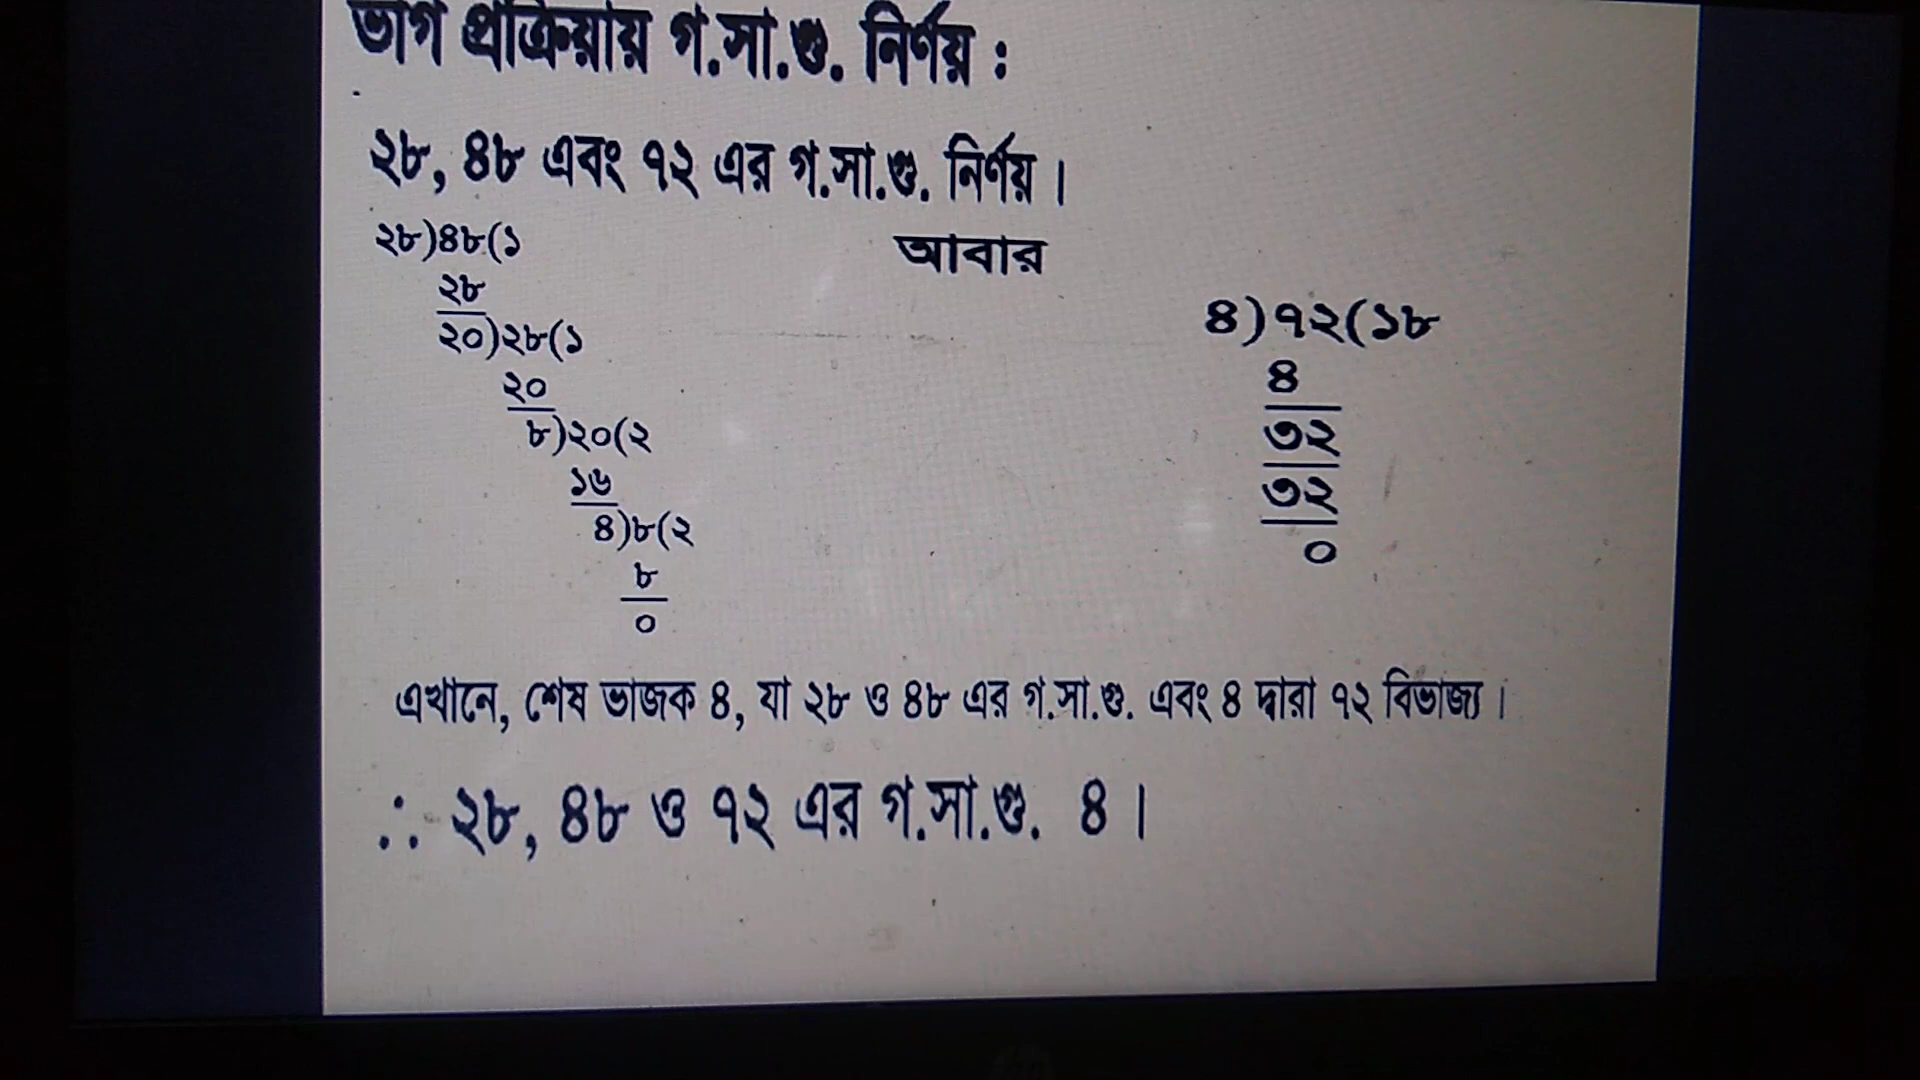 ভাগ প্রক্রিয়ায় গ.সা.গু. নির্ণয় :
২৮, ৪৮ এবং ৭২ এর গ.সা.গু. নির্ণয় ।
২৮)৪৮(১
২৮
২০)২৮(১
২০
৮)২০(২
১৬
৪)৮(২
৮
০
আবার
৪)৭২(১৮
৪
৩২
৩২
০
এখানে, শেষ ভাজক ৪, যা ২৮ ও ৪৮ এর গ.সা.গু. এবং ৪ দ্বারা ৭২ বিভাজ্য ।
∴ ২৮, ৪৮ ও ৭২ এর গ.সা.গু. ৪ ।